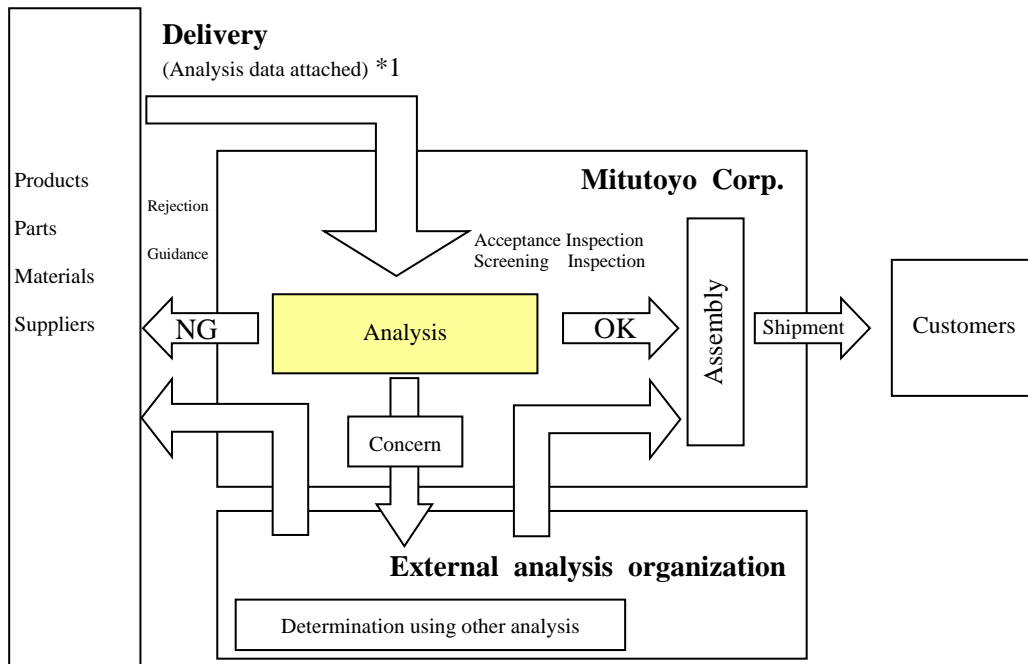 Delivery
(Analysis data attached) *1
Mitutoyo Corp.
Products
Parts
Materials
Suppliers
Rejection
Guidance
Acceptance Inspection
Screening Inspection
NG
Analysis
OK
Assembly
Shipment
Customers
Concern
External analysis organization
Determination using other analysis